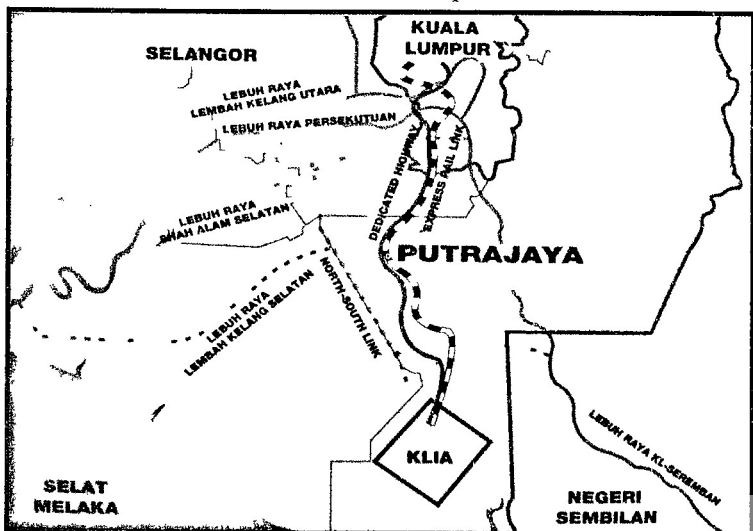 KUALA
LUMPUR
SELANGOR
LEBUH RAYA
LEMBAH KELANG UTARA
LEBUH RAYA PERSEKUTUAN
DEDICATED HIGHWAY
EXPRESS RAIL LINK
LEBUH RAYA
SHAH ALAM SELATAN
PUTRAJAYA
LEBUH RAYA
LEMBAH KELANG SELATAN
NORTH-SOUTH LINK
KLIA
LEBUH RAYA KL-SEREMBAN
SELAT
MELAKA
NEGERI
SEMBILAN